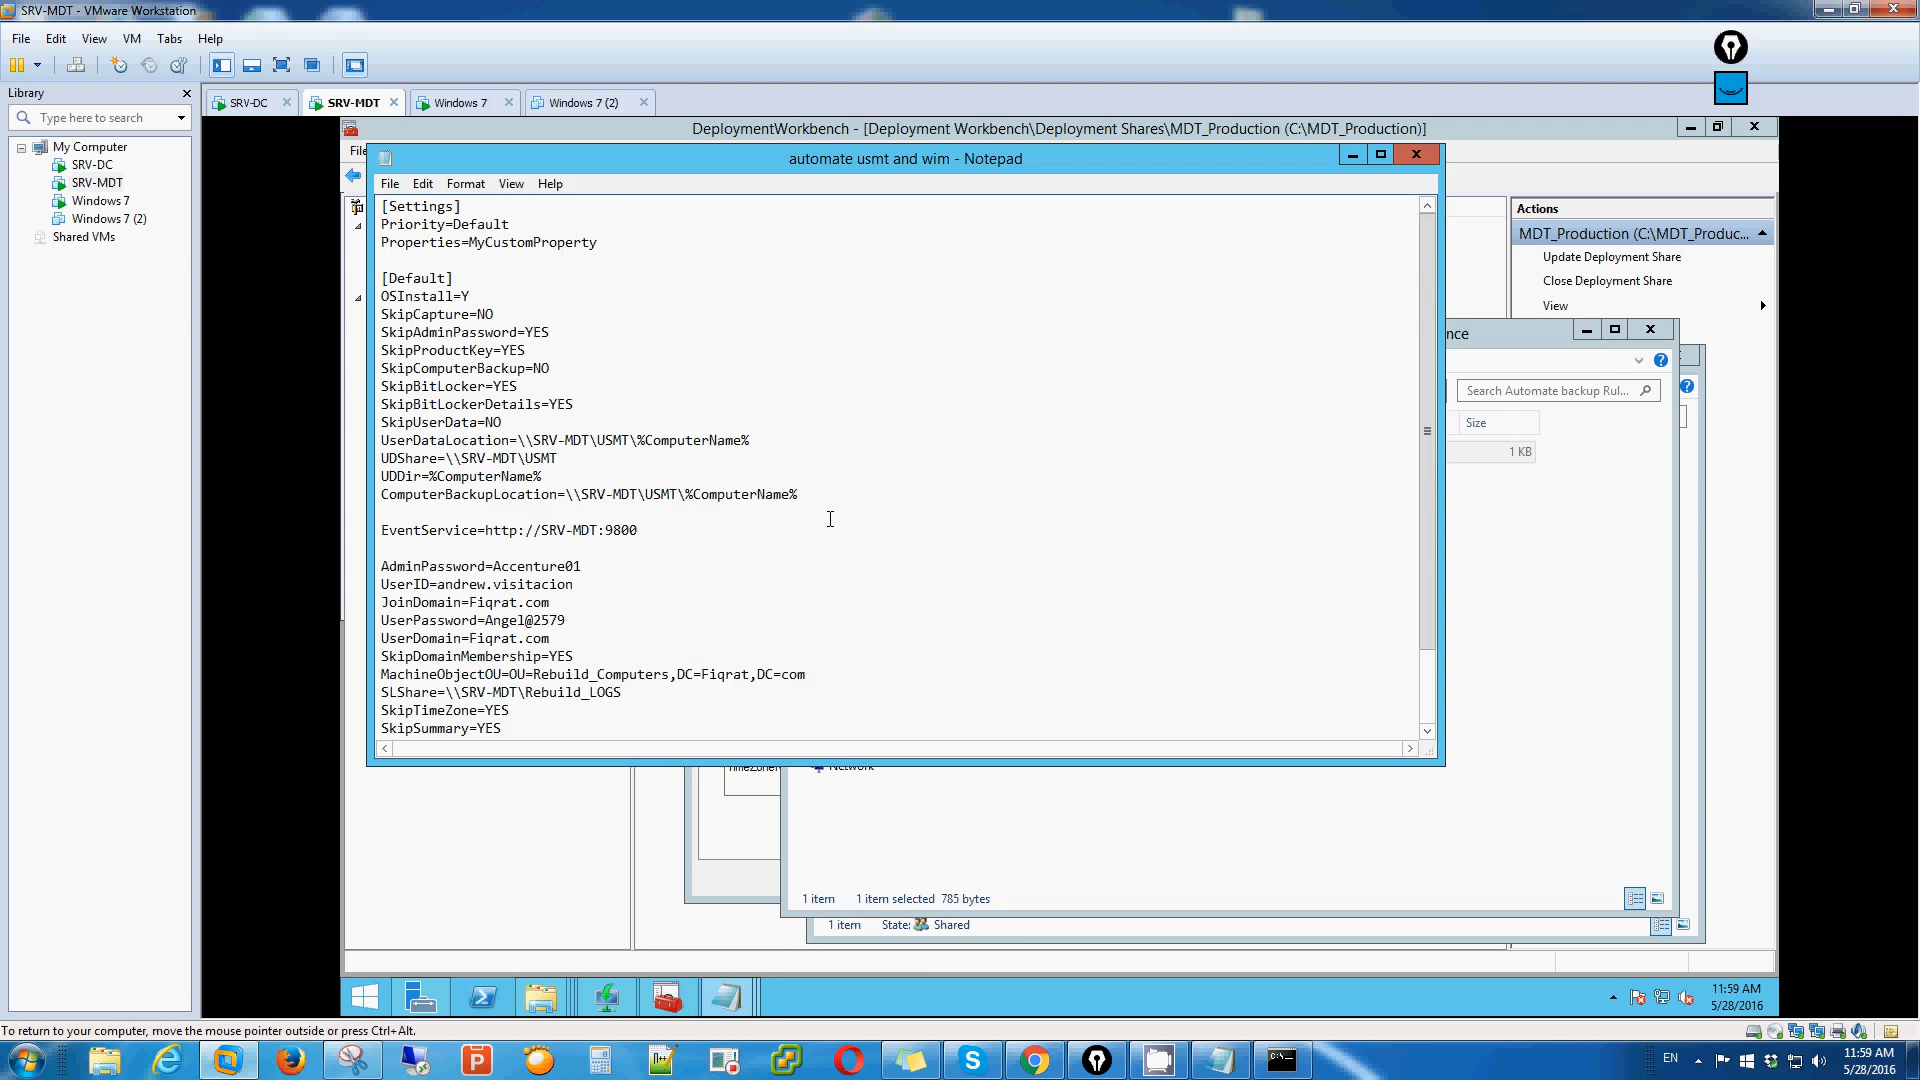 SRV-MDT - VMware Workstation
File Edit View VM Tabs Help
Library
Type here to search
My Computer
SRV-DC
SRV-MDT
Windows 7
Windows 7 (2)
Shared VMs
SRV-DC SRV-MDT Windows 7 Windows 7 (2)
DeploymentWorkbench - [Deployment Workbench\Deployment Shares\MDT_Production (C:\MDT_Production)]
automate usmt and wim - Notepad
File Edit Format View Help
[Settings]
Priority=Default
Properties=MyCustomProperty
[Default]
OSInstall=Y
SkipCapture=NO
SkipAdminPassword=YES
SkipProductKey=YES
SkipComputerBackup=NO
SkipBitLocker=YES
SkipBitLockerDetails=YES
SkipUserData=NO
UserDataLocation=\\SRV-MDT\USMT\%ComputerName%
UDShare=\\SRV-MDT\USMT
UDDir=%ComputerName%
ComputerBackupLocation=\\SRV-MDT\USMT\%ComputerName%
EventService=http://SRV-MDT:9800
AdminPassword=Accenture01
UserID=andrew.visitacion
JoinDomain=Fiqrat.com
UserPassword=Angel@2579
UserDomain=Fiqrat.com
SkipDomainMembership=YES
MachineObjectOU=OU=Rebuild_Computers,DC=Fiqrat,DC=com
SLShare=\\SRV-MDT\Rebuild_LOGS
SkipTimeZone=YES
SkipSummary=YES
Actions
MDT_Production (C:\MDT_Produc...
Update Deployment Share
Close Deployment Share
View
nce
Search Automate backup Rul...
Size
1 KB
1 item 1 item selected 785 bytes
1 item State: Shared
11:59 AM
5/28/2016
To return to your computer, move the mouse pointer outside or press Ctrl+Alt.
EN
11:59 AM
5/28/2016